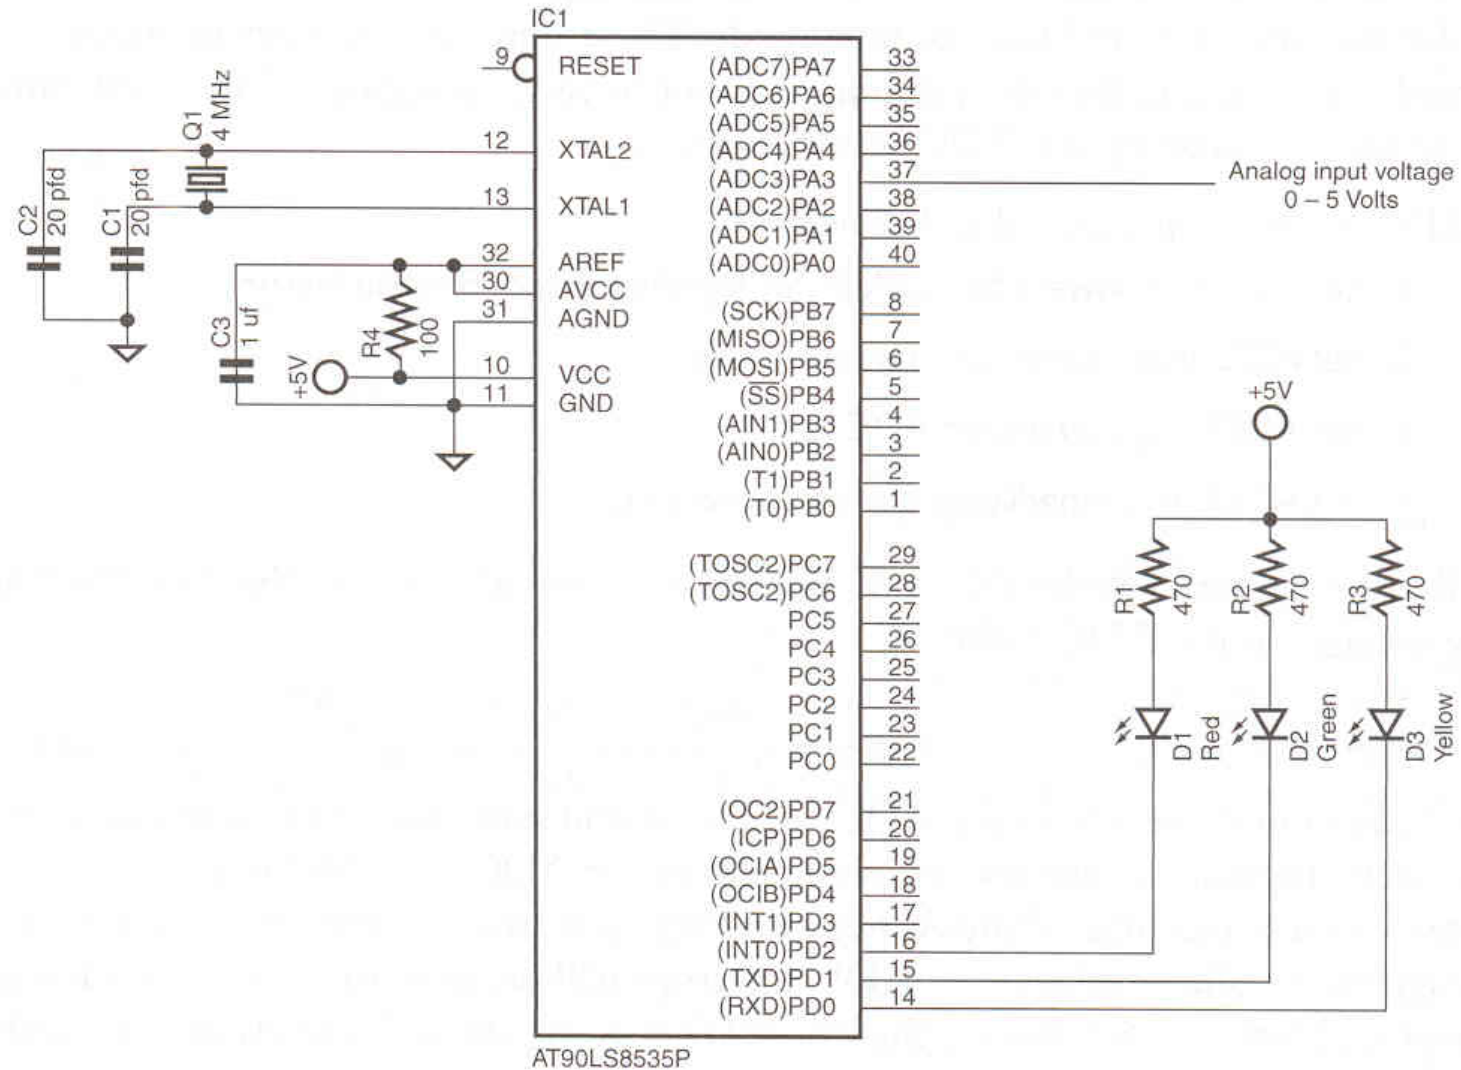 IC1
9
RESET
Q1
4 MHz
12
XTAL2
13
XTAL1
C2
20 pfd
C1
20 pfd
32
AREF
30
AVCC
31
AGND
C3
1 uf
R4
100
+5V
10
VCC
11
GND
(ADC7)PA7 33
(ADC6)PA6 34
(ADC5)PA5 35
(ADC4)PA4 36
(ADC3)PA3 37
(ADC2)PA2 38
(ADC1)PA1 39
(ADC0)PA0 40
Analog input voltage
0 – 5 Volts
(SCK)PB7 8
(MISO)PB6 7
(MOSI)PB5 6
(SS)PB4 5
(AIN1)PB3 4
(AIN0)PB2 3
(T1)PB1 2
(T0)PB0 1
(TOSC2)PC7 29
(TOSC2)PC6 28
PC5 27
PC4 26
PC3 25
PC2 24
PC1 23
PC0 22
(OC2)PD7 21
(ICP)PD6 20
(OCIA)PD5 19
(OCIB)PD4 18
(INT1)PD3 17
(INT0)PD2 16
(TXD)PD1 15
(RXD)PD0 14
+5V
R1
470
R2
470
R3
470
D1
Red
D2
Green
D3
Yellow
AT90LS8535P